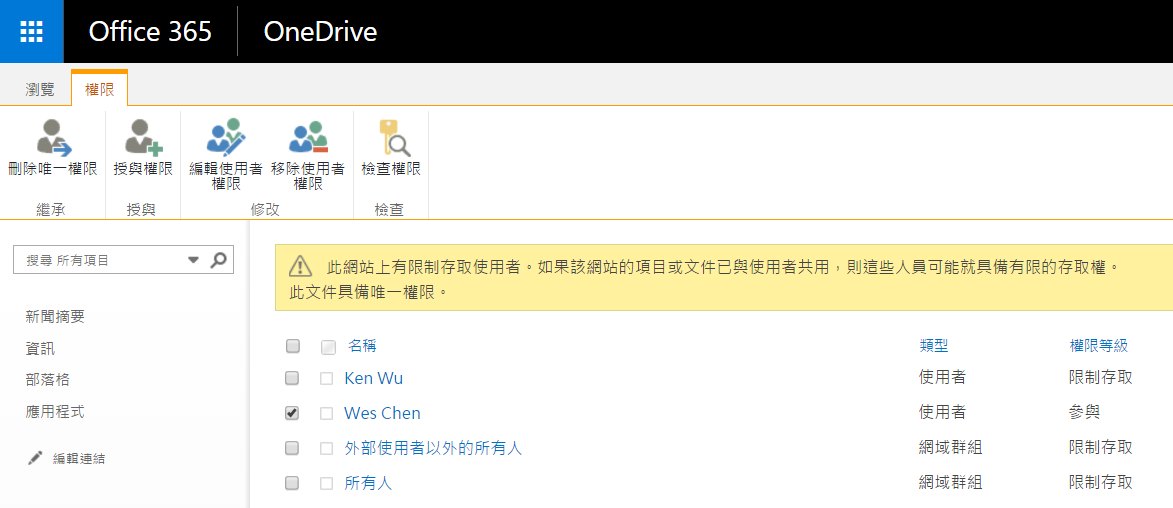 Office 365 OneDrive
瀏覽 權限
刪除唯一權限 授與權限 編輯使用者 移除使用者 檢查權限
權限 權限
繼承 授與 修改 檢查
搜尋 所有項目
新聞摘要
資訊
部落格
應用程式
編輯連結
此網站上有限制存取使用者。如果該網站的項目或文件已與使用者共用，則這些人員可能就具備有限的存取權。
此文件具備唯一權限。
名稱 類型 權限等級
Ken Wu 使用者 限制存取
Wes Chen 使用者 參與
外部使用者以外的所有人 網域群組 限制存取
所有人 網域群組 限制存取